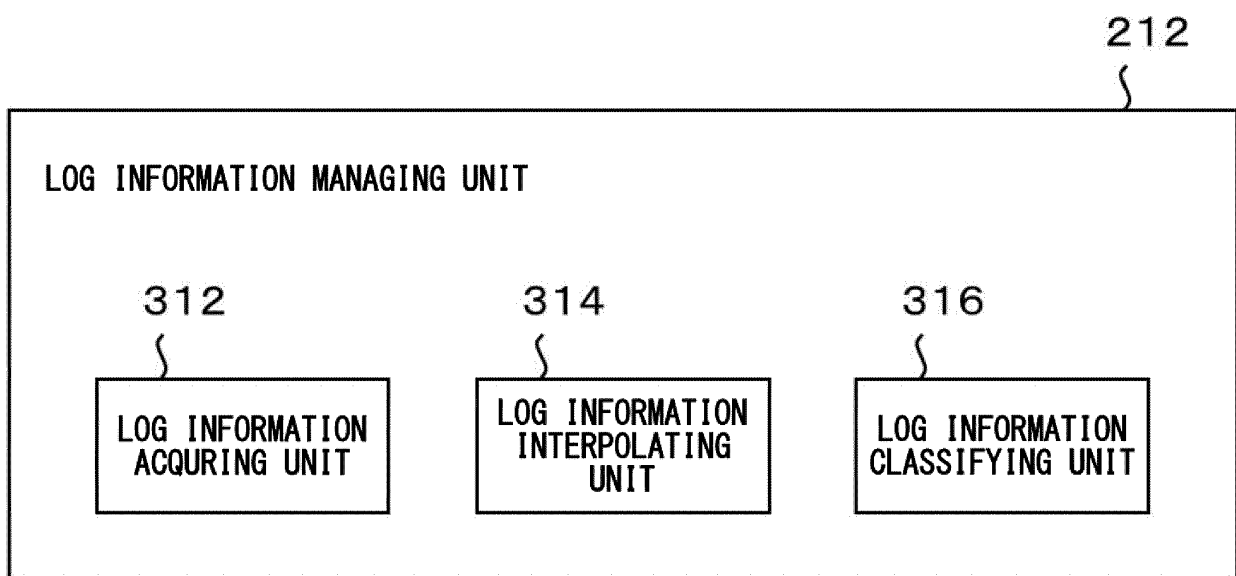 212
LOG INFORMATION MANAGING UNIT
312
314
316
LOG INFORMATION
ACQURING UNIT
LOG INFORMATION
INTERPOLATING
UNIT
LOG INFORMATION
CLASSIFYING UNIT